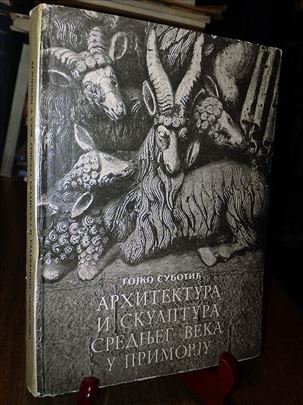 ГОЈКО СУБОТИЋ
АРХИТЕКТУРА
И СКУЛПТУРА
СРЕДЊЕГ ВЕКА
У ПРИМОРЈУ